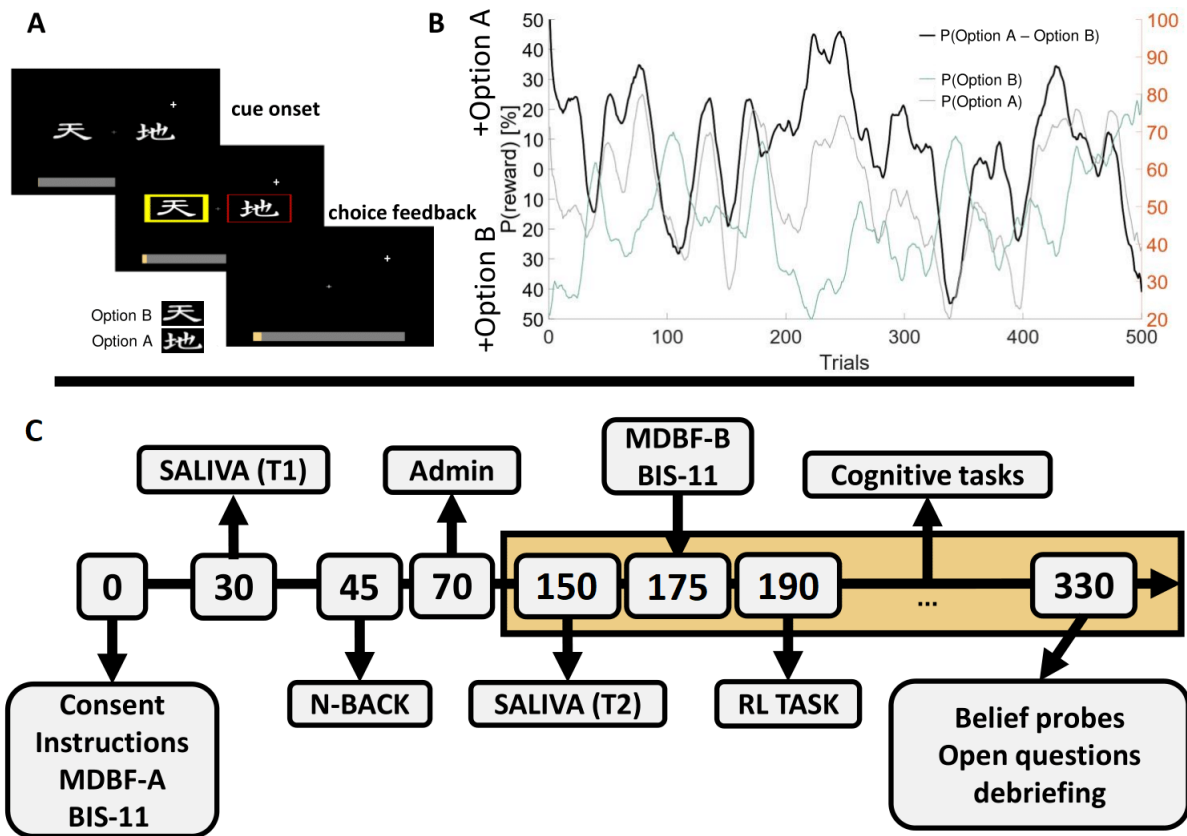 A
天 地
cue onset
天 地
choice feedback
Option B 天
Option A 地
B
+Option A
+Option B
P(reward) [%]
50
40
30
20
10
0
10
20
30
40
50
P(Option A – Option B)
P(Option B)
P(Option A)
100
90
80
70
60
50
40
30
20
0 100 200 300 400 500
Trials
C
SALIVA (T1)
Admin
MDBF-B
BIS-11
Cognitive tasks
0 30 45 70 150 175 190 ... 330
Consent
Instructions
MDBF-A
BIS-11
N-BACK
SALIVA (T2)
RL TASK
Belief probes
Open questions
debriefing